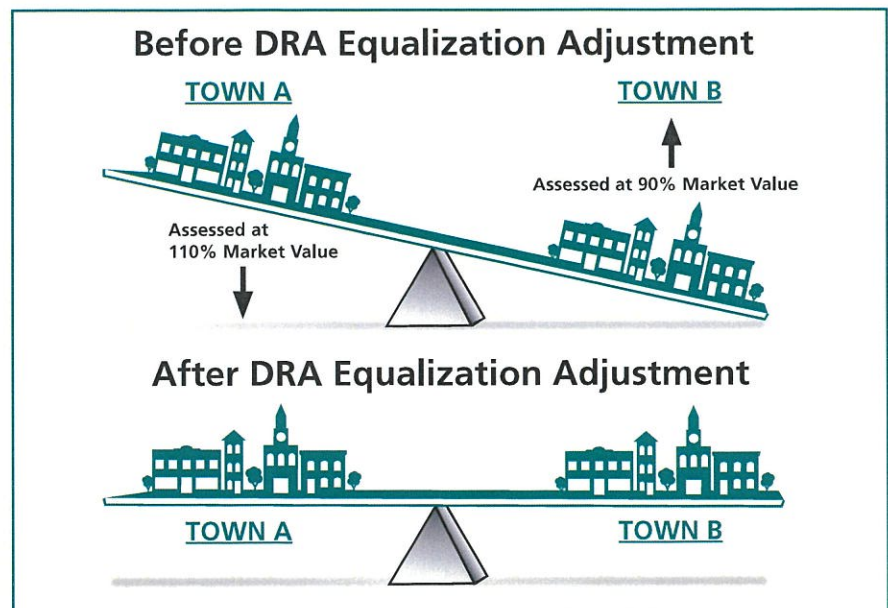 Before DRA Equalization Adjustment
TOWN A
TOWN B
Assessed at 90% Market Value
Assessed at
110% Market Value
After DRA Equalization Adjustment
TOWN A
TOWN B